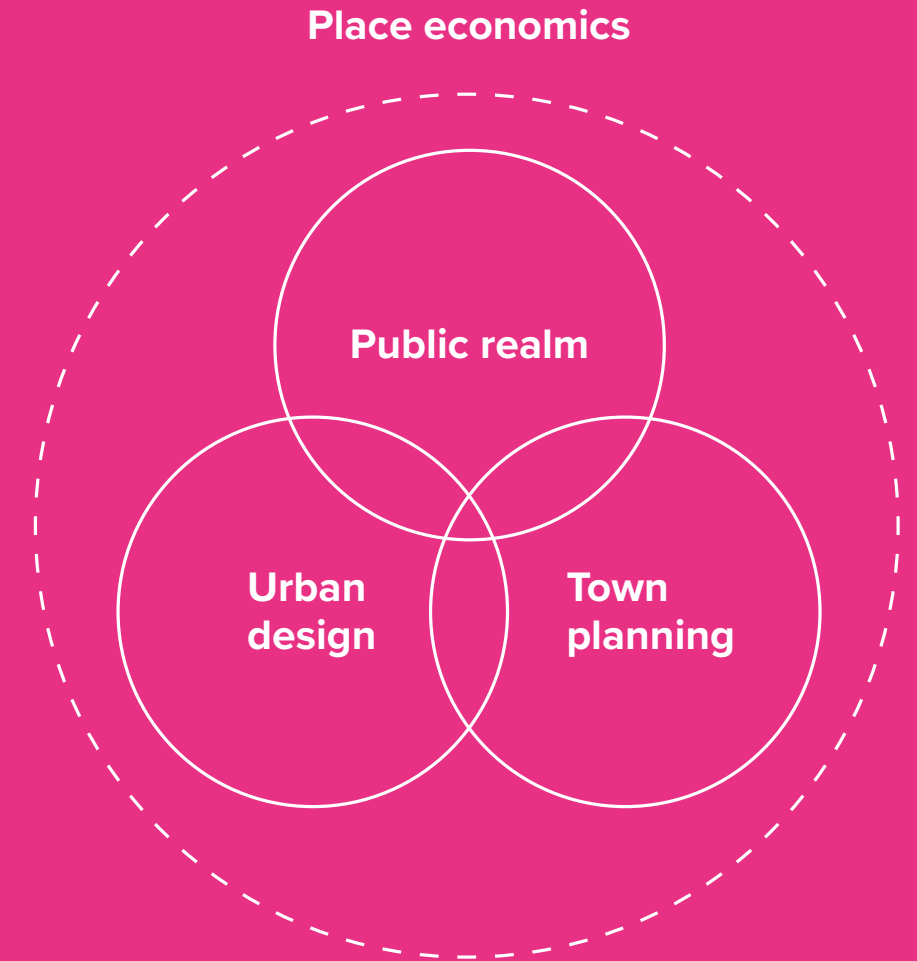 Place economics
Public realm
Urban
design
Town
planning